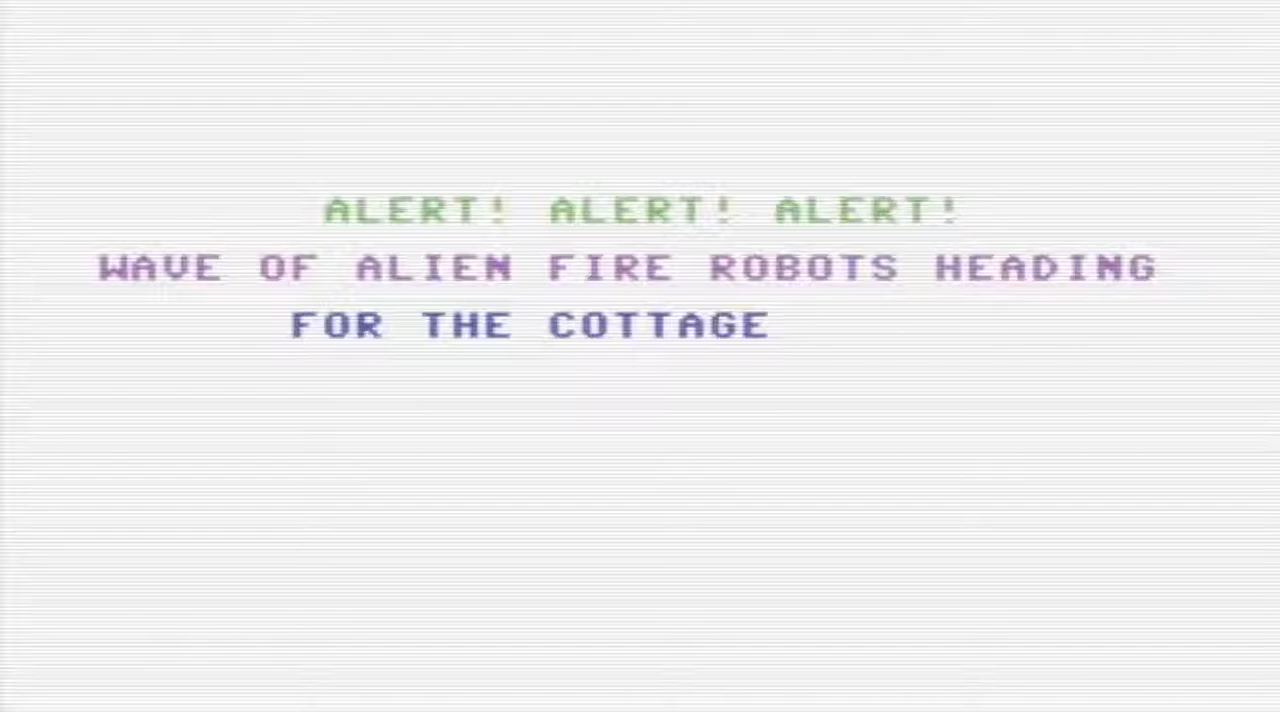 ALERT! ALERT! ALERT!
WAVE OF ALIEN FIRE ROBOTS HEADING
FOR THE COTTAGE